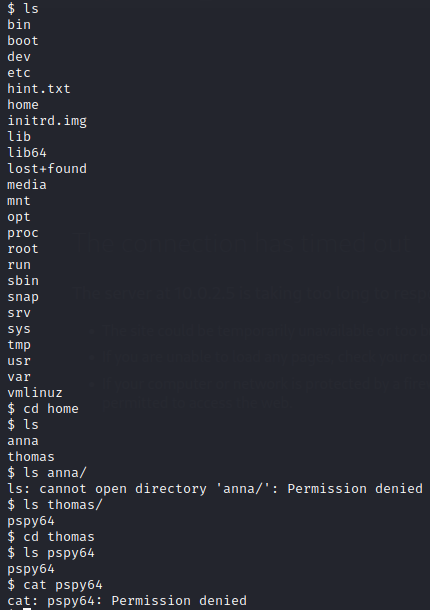 $ ls
bin
boot
dev
etc
hint.txt
home
initrd.img
lib
lib64
lost+found
media
mnt
opt
proc
root
run
sbin
snap
srv
sys
tmp
usr
var
vmlinuz
$ cd home
$ ls
anna
thomas
$ ls anna/
ls: cannot open directory 'anna/': Permission denied
$ ls thomas/
pspy64
$ cd thomas
$ ls pspy64
pspy64
$ cat pspy64
cat: pspy64: Permission denied